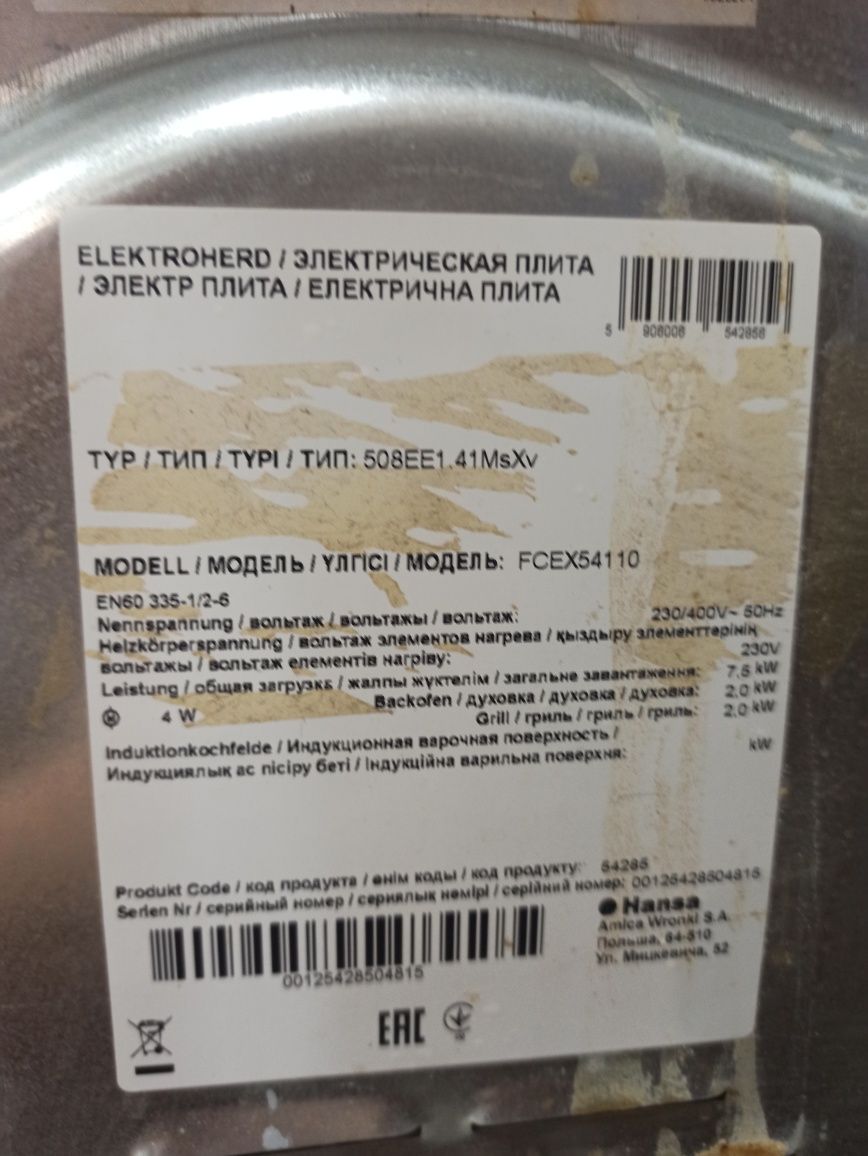 ELEKTROHERD / ЭЛЕКТРИЧЕСКАЯ ПЛИТА
/ ЭЛЕКТР ПЛИТА / ЕЛЕКТРИЧНА ПЛИТА
5 906006 542856
TYP / ТИП / TYPI / ТИП: 508EE1.41MsXv
MODELL / МОДЕЛЬ / ҮЛГІСІ / МОДЕЛЬ: FCEX54110
EN60 335-1/2-6
Nennspannung / вольтаж / вольтажы / вольтаж: 230/400V~ 50Hz
Heizkörperspannung / вольтаж элементов нагрева / қыздыру элементтерінің
вольтажы / вольтаж елементів нагріву: 230V
Leistung / общая загрузка / жалпы жүктелім / загальне завантаження: 7,5 kW
Backofen / духовка / духовка / духовка: 2,0 kW
4 W Grill / гриль / гриль / гриль: 2,0 kW
Induktionkochfelde / Индукционная варочная поверхность /
Индукциялық ас пісіру беті / Індукційна варильна поверхня: kW
Produkt Code / код продукта / өнім коды / код продукту: 54285
Serien Nr / серийный номер / сериялық немірі / серійний номер: 00125428504815
Hansa
Amica Wronki S.A.
Польша, 64-510
Ул. Мицкевича, 52
00125428504815
EAC